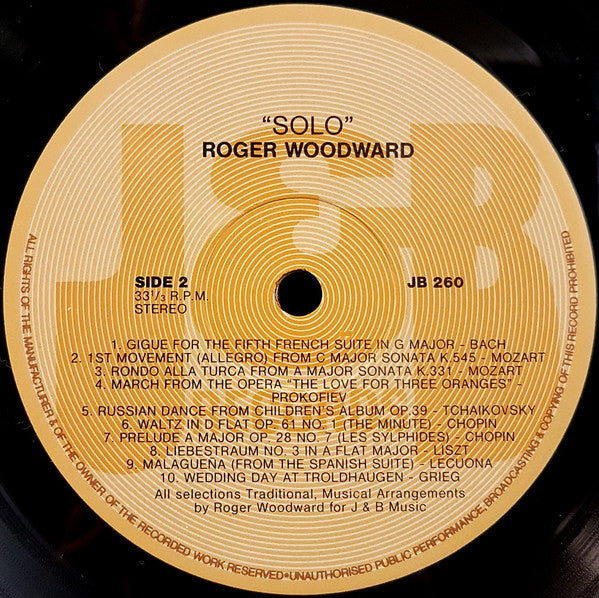 "SOLO"
ROGER WOODWARD
J&B
SIDE 2
33¹/₃ R.P.M.
STEREO
JB 260
1. GIGUE FOR THE FIFTH FRENCH SUITE IN G MAJOR - BACH
2. 1ST MOVEMENT (ALLEGRO) FROM C MAJOR SONATA K.545 - MOZART
3. RONDO ALLA TURCA FROM A MAJOR SONATA K.331 - MOZART
4. MARCH FROM THE OPERA "THE LOVE FOR THREE ORANGES" -
PROKOFIEV
5. RUSSIAN DANCE FROM CHILDREN'S ALBUM OP.39 - TCHAIKOVSKY
6. WALTZ IN D FLAT OP. 61 NO. 1 (THE MINUTE) - CHOPIN
7. PRELUDE A MAJOR OP. 28 NO. 7 (LES SYLPHIDES) - CHOPIN
8. LIEBESTRAUM NO. 3 IN A FLAT MAJOR - LISZT
9. MALAGUEÑA (FROM THE SPANISH SUITE) - LECUONA
10. WEDDING DAY AT TROLDHAUGEN - GRIEG
All selections Traditional, Musical Arrangements
by Roger Woodward for J & B Music
ALL RIGHTS OF THE MANUFACTURER & OF THE OWNER OF THE RECORDED WORK RESERVED•UNAUTHORISED PUBLIC PERFORMANCE, BROADCASTING & COPYING OF THIS RECORD PROHIBITED